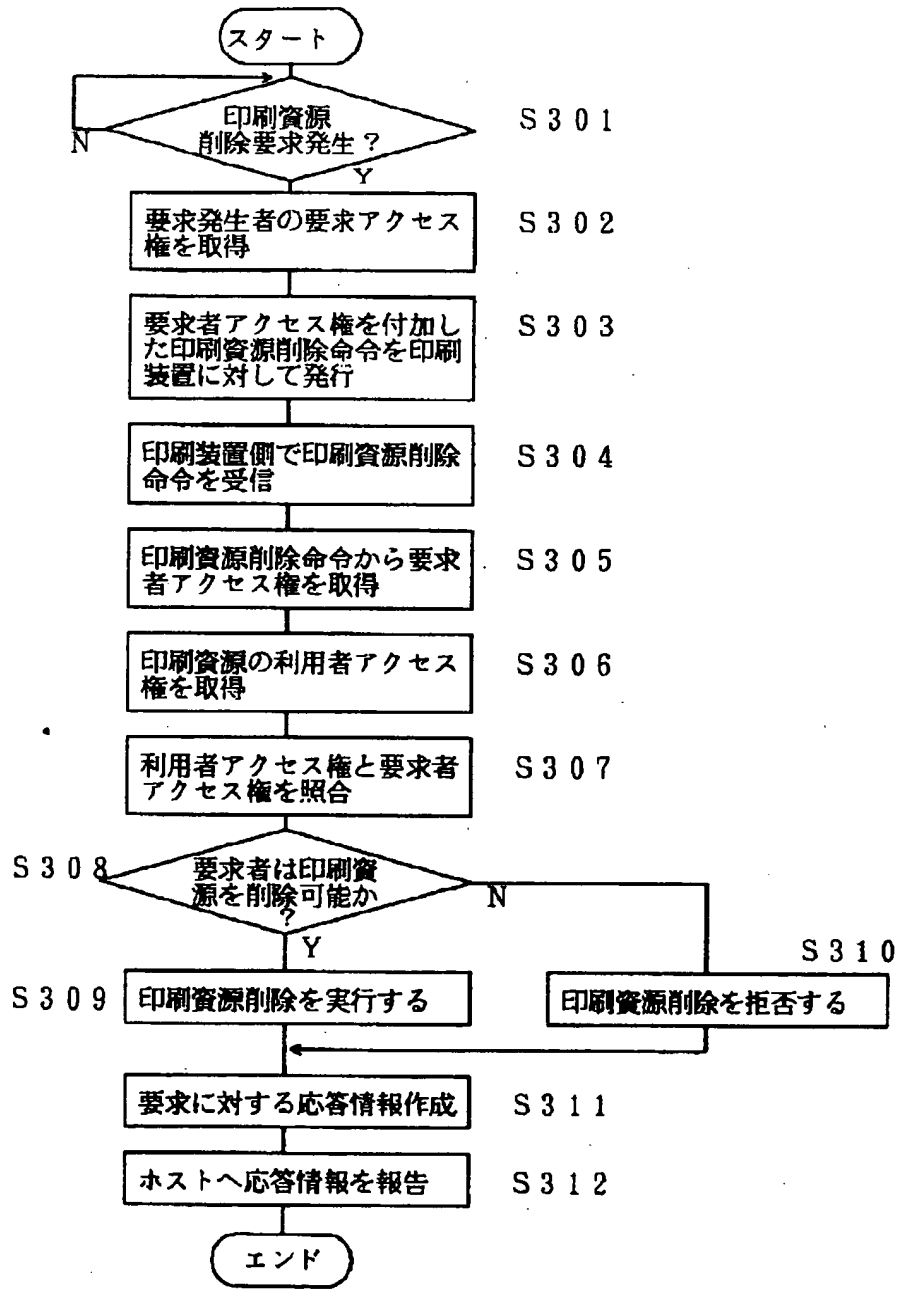 スタート
印刷資源
削除要求発生？
S301
N
Y
要求発生者の要求アクセス
権を取得
S302
要求者アクセス権を付加し
た印刷資源削除命令を印刷
装置に対して発行
S303
印刷装置側で印刷資源削除
命令を受信
S304
印刷資源削除命令から要求
者アクセス権を取得
S305
印刷資源の利用者アクセス
権を取得
S306
利用者アクセス権と要求者
アクセス権を照合
S307
S308
要求者は印刷資
源を削除可能か
？
N
Y
S310
S309
印刷資源削除を実行する
印刷資源削除を拒否する
要求に対する応答情報作成
S311
ホストへ応答情報を報告
S312
エンド